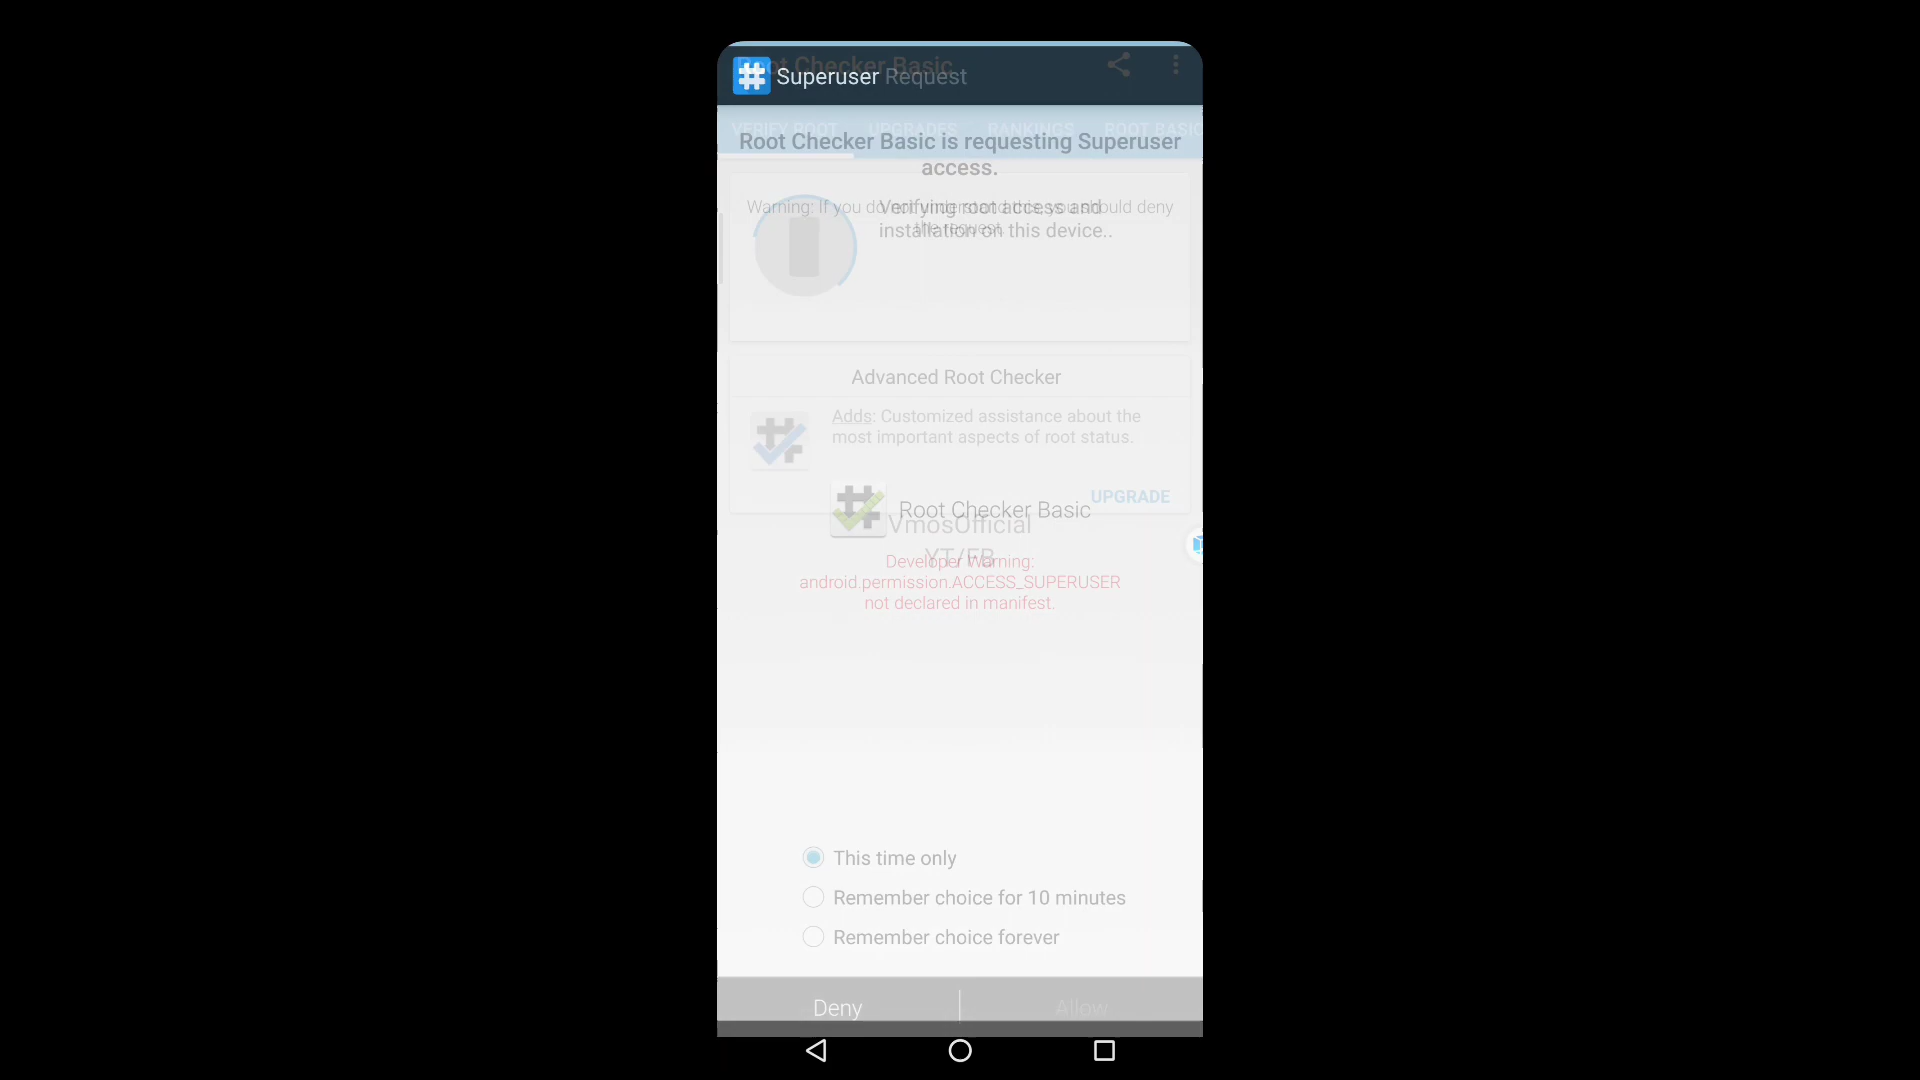 Root Checker Basic
Superuser Request
VERIFY ROOT UPGRADES RANKINGS ROOT BASIC
Root Checker Basic is requesting Superuser
access.
Warning: If you do not understand this, you should deny
the request.
Verifying root access and
installation on this device..
Advanced Root Checker
Adds: Customized assistance about the
most important aspects of root status.
UPGRADE
Root Checker Basic
VmosOfficial
YT/FB
Developer Warning:
android.permission.ACCESS_SUPERUSER
not declared in manifest.
This time only
Remember choice for 10 minutes
Remember choice forever
Deny
Allow